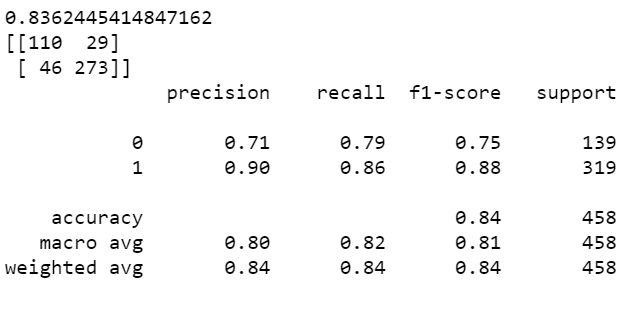 0.8362445414847162
[[110  29]
 [ 46 273]]
              precision    recall  f1-score   support

           0       0.71      0.79      0.75       139
           1       0.90      0.86      0.88       319

    accuracy                           0.84       458
   macro avg       0.80      0.82      0.81       458
weighted avg       0.84      0.84      0.84       458